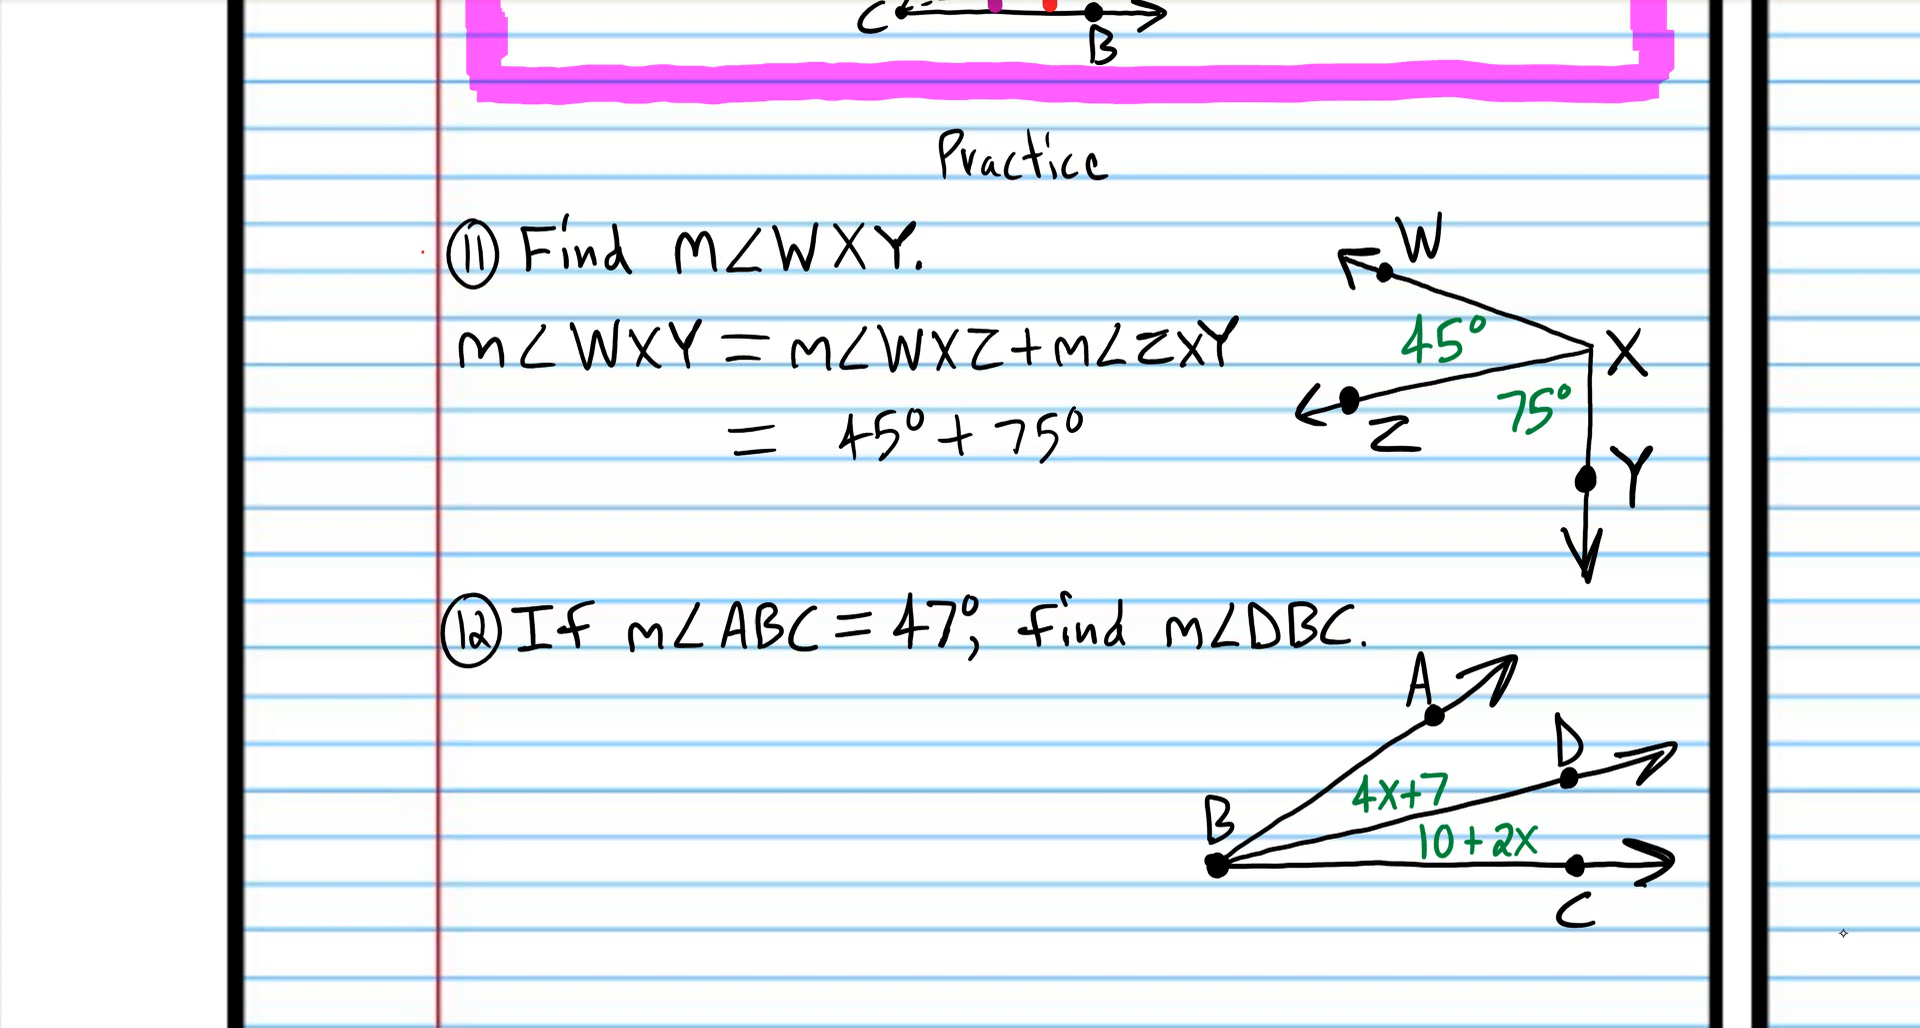 C
B
Practice
11 Find m∠WXY.
m∠WXY = m∠WXZ + m∠ZXY
= 45° + 75°
W
45°
X
75°
Z
Y
12 If m∠ABC = 47°, find m∠DBC.
A
D
4x+7
B
10+2x
C